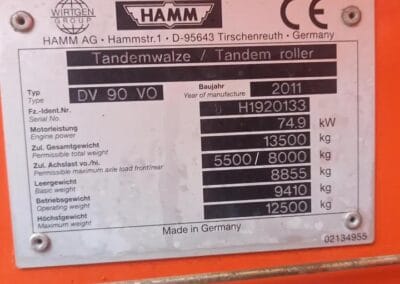 WIRTGEN
GROUP
HAMM
CE
HAMM AG · Hammstr.1 · D-95643 Tirschenreuth · Germany
Tandemwalze / Tandem roller
Typ
Type
DV 90 VO
Baujahr
Year of manufacture
2011
Fz.-Ident.Nr.
Serial No.
H1920133
Motorleistung
Engine power
74.9 kW
Zul. Gesamtgewicht
Permissible total weight
13500 kg
Zul. Achslast vo./hi.
Permissible maximum axle load front/rear
5500 / 8000 kg
Leergewicht
Basic weight
8855 kg
Betriebsgewicht
Operating weight
9410 kg
Höchstgewicht
Maximum weight
12500 kg
Made in Germany
02134955